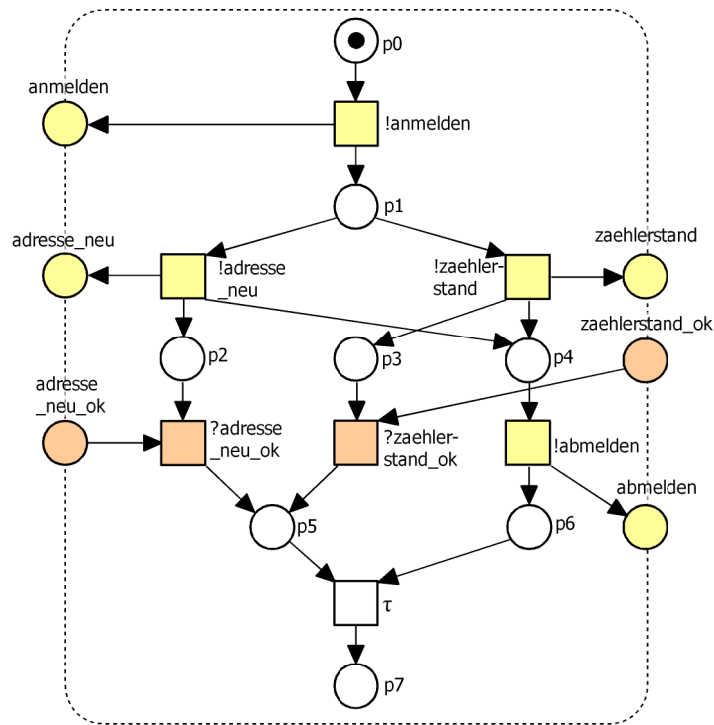 p0
anmelden
!anmelden
p1
adresse_neu
zaehlerstand
!adresse
_neu
!zaehler-
stand
zaehlerstand_ok
p2
p3
p4
adresse
_neu_ok
?adresse
_neu_ok
?zaehler-
stand_ok
!abmelden
abmelden
p5
p6
τ
p7